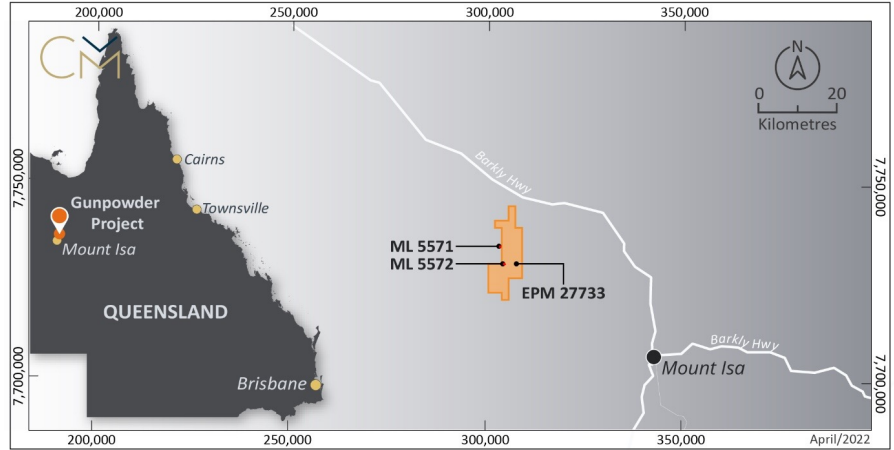 200,000
250,000
300,000
350,000
CVM
N
0 20
Kilometres
7,750,000
7,750,000
Cairns
Gunpowder
Project
Townsville
Mount Isa
QUEENSLAND
Brisbane
Barkly Hwy
ML 5571
ML 5572
EPM 27733
Barkly Hwy
Mount Isa
7,700,000
7,700,000
200,000
250,000
300,000
350,000
April/2022